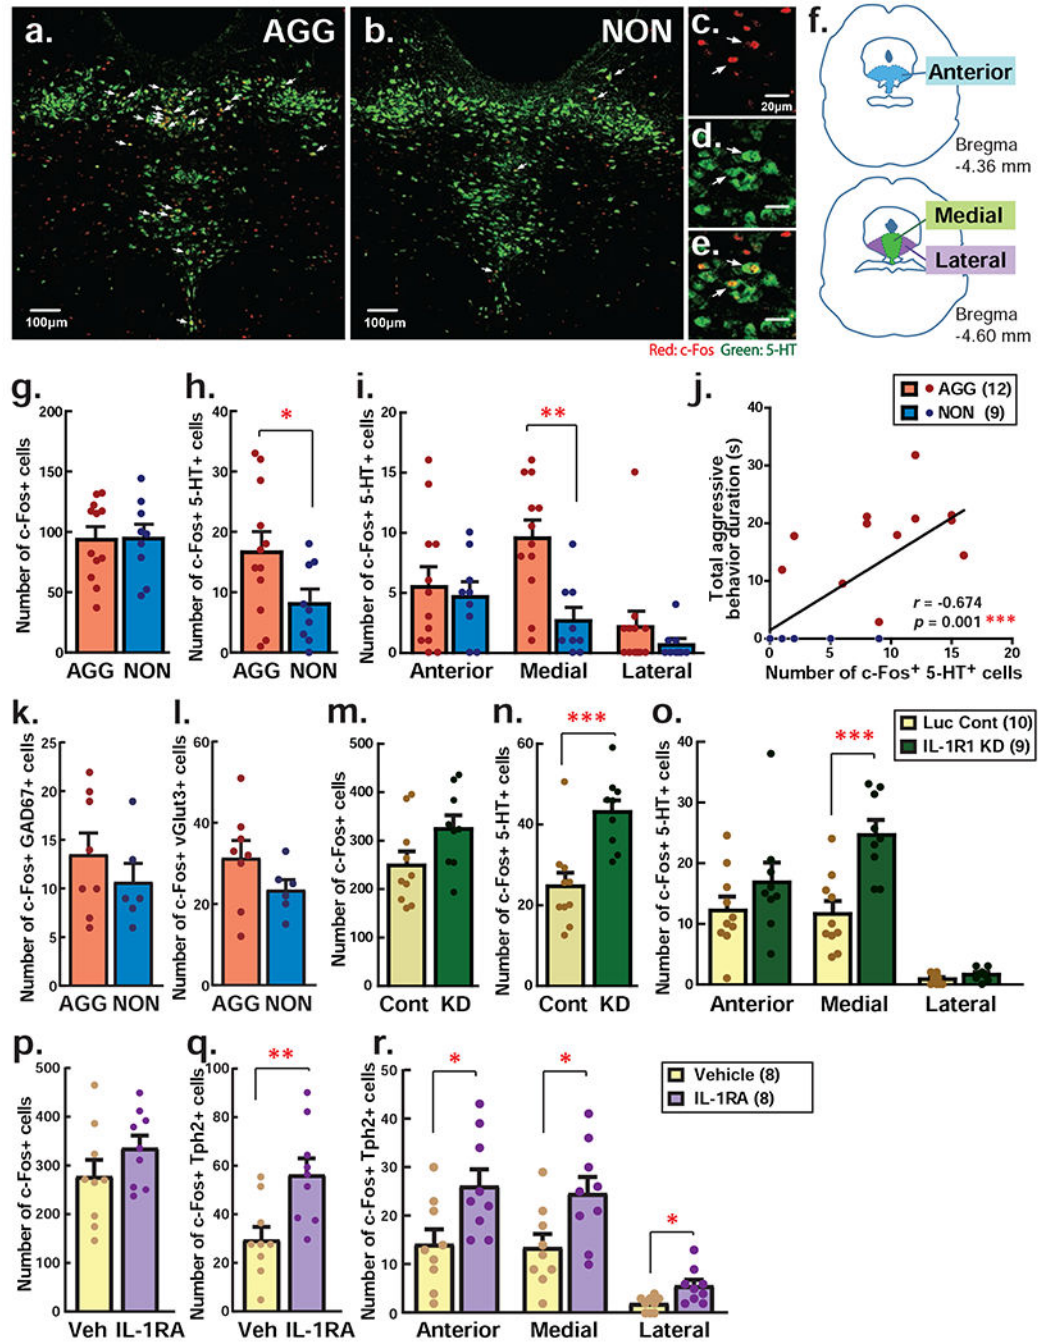 a. AGG
b. NON
c.
20µm
d.
e.
100µm
100µm
Red: c-Fos Green: 5-HT
f.
Anterior
Bregma
-4.36 mm
Medial
Lateral
Bregma
-4.60 mm
g.
Number of c-Fos+ cells
200
150
100
50
0
AGG NON
h.
Number of c-Fos+ 5-HT+ cells
40
30
20
10
0
*
AGG NON
i.
Number of c-Fos+ 5-HT+ cells
20
15
10
5
0
**
Anterior Medial Lateral
j.
AGG (12)
NON (9)
Total aggressive
behavior duration (s)
40
30
20
10
0
r = -0.674
p = 0.001 ***
0 5 10 15 20
Number of c-Fos+ 5-HT+ cells
k.
Number of c-Fos+ GAD67+ cells
25
20
15
10
5
0
AGG NON
l.
Number of c-Fos+ vGlut3+ cells
60
40
20
0
AGG NON
m.
Number of c-Fos+ cells
500
400
300
200
100
0
Cont KD
n.
Number of c-Fos+ 5-HT+ cells
60
40
20
0
***
Cont KD
o.
Luc Cont (10)
IL-1R1 KD (9)
Number of c-Fos+ 5-HT+ cells
40
30
20
10
0
***
Anterior Medial Lateral
p.
Number of c-Fos+ cells
500
400
300
200
100
0
Veh IL-1RA
q.
Number of c-Fos+ Tph2+ cells
100
80
60
40
20
0
**
Veh IL-1RA
r.
Vehicle (8)
IL-1RA (8)
Number of c-Fos+ Tph2+ cells
50
40
30
20
10
0
*
*
*
Anterior Medial Lateral